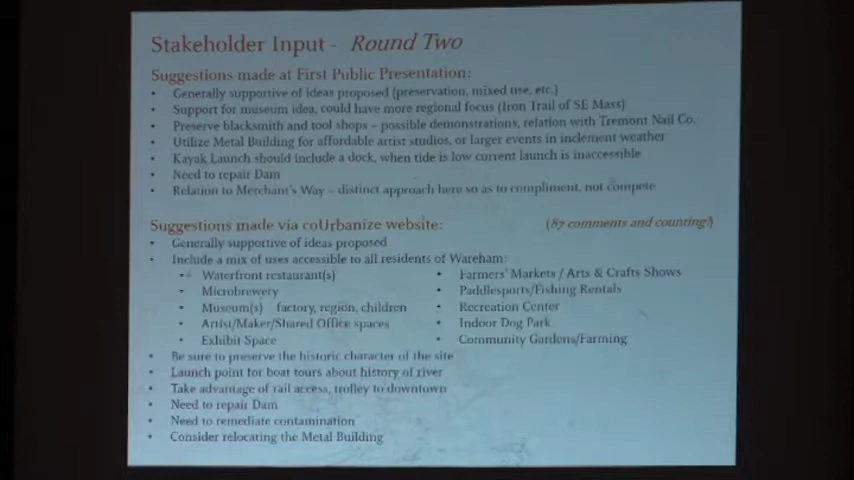 Stakeholder Input - Round Two
Suggestions made at First Public Presentation:
• Generally supportive of ideas proposed (preservation, mixed use, etc.)
• Support for museum idea, could have more regional focus (Iron Trail of SE Mass)
• Preserve blacksmith and tool shops – possible demonstrations, relation with Tremont Nail Co.
• Utilize Metal Building for affordable artist studios, or larger events in inclement weather
• Kayak Launch should include a dock, when tide is low current launch is inaccessible
• Need to repair Dam
• Relation to Merchant's Way – distinct approach here so as to compliment, not compete
Suggestions made via coUrbanize website: (87 comments and counting!)
• Generally supportive of ideas proposed
• Include a mix of uses accessible to all residents of Wareham:
• Waterfront restaurant(s)
• Microbrewery
• Museum(s) factory, region, children
• Artist/Maker/Shared Office spaces
• Exhibit Space
• Farmers' Markets / Arts & Crafts Shows
• Paddlesports/Fishing Rentals
• Recreation Center
• Indoor Dog Park
• Community Gardens/Farming
• Be sure to preserve the historic character of the site
• Launch point for boat tours about history of river
• Take advantage of rail access, trolley to downtown
• Need to repair Dam
• Need to remediate contamination
• Consider relocating the Metal Building